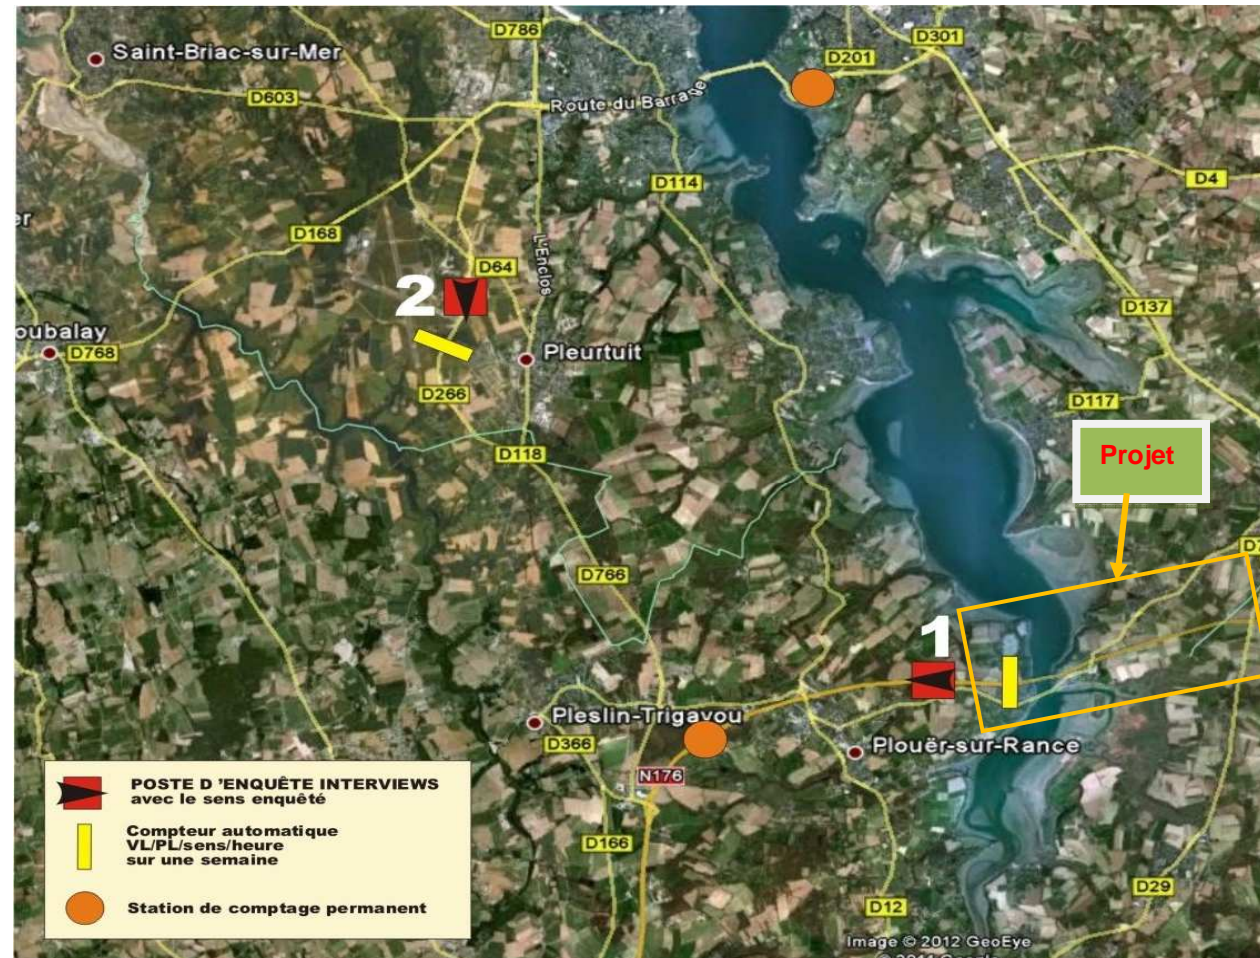 D786
D301
D201
Saint-Briac-sur-Mer
D603
Route du Barrage
D114
D4
D168
L'Enclos
D64
2
D137
oubalay
D768
Pleurtuit
D266
D117
D118
Projet
D766
1
Pleslin-Trigavou
D366
Plouër-sur-Rance
N176
D166
D29
D12
POSTE D 'ENQUÊTE INTERVIEWS
avec le sens enquêté
Compteur automatique
VL/PL/sens/heure
sur une semaine
Station de comptage permanent
Image © 2012 GeoEye